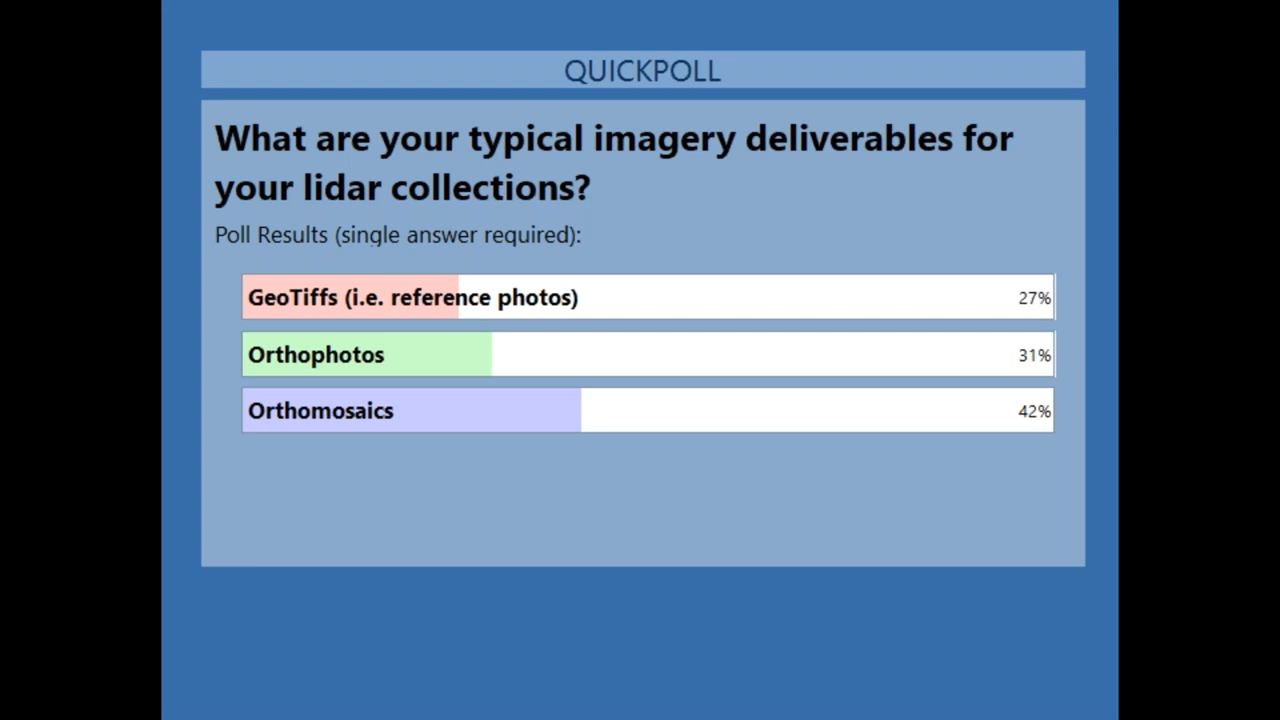 QUICKPOLL
What are your typical imagery deliverables for
your lidar collections?
Poll Results (single answer required):
GeoTiffs (i.e. reference photos) 27%
Orthophotos 31%
Orthomosaics 42%